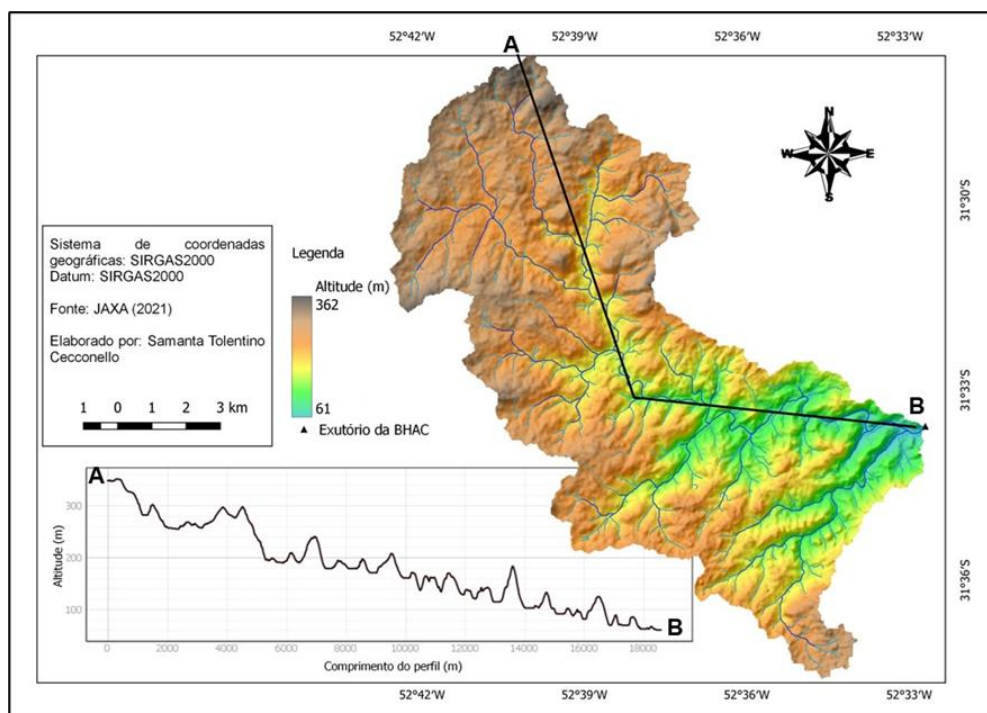 52°42'W 52°39'W 52°36'W 52°33'W
A
N
W E
S
31°30'S
31°33'S
31°36'S
Sistema de coordenadas
geográficas: SIRGAS2000
Datum: SIRGAS2000
Fonte: JAXA (2021)
Elaborado por: Samanta Tolentino
Cecconello
1 0 1 2 3 km
Legenda
Altitude (m)
362
61
Exutório da BHAC
B
A
Altitude (m)
300
200
100
B
0 2000 4000 6000 8000 10000 12000 14000 16000 18000
Comprimento do perfil (m)
52°42'W 52°39'W 52°36'W 52°33'W